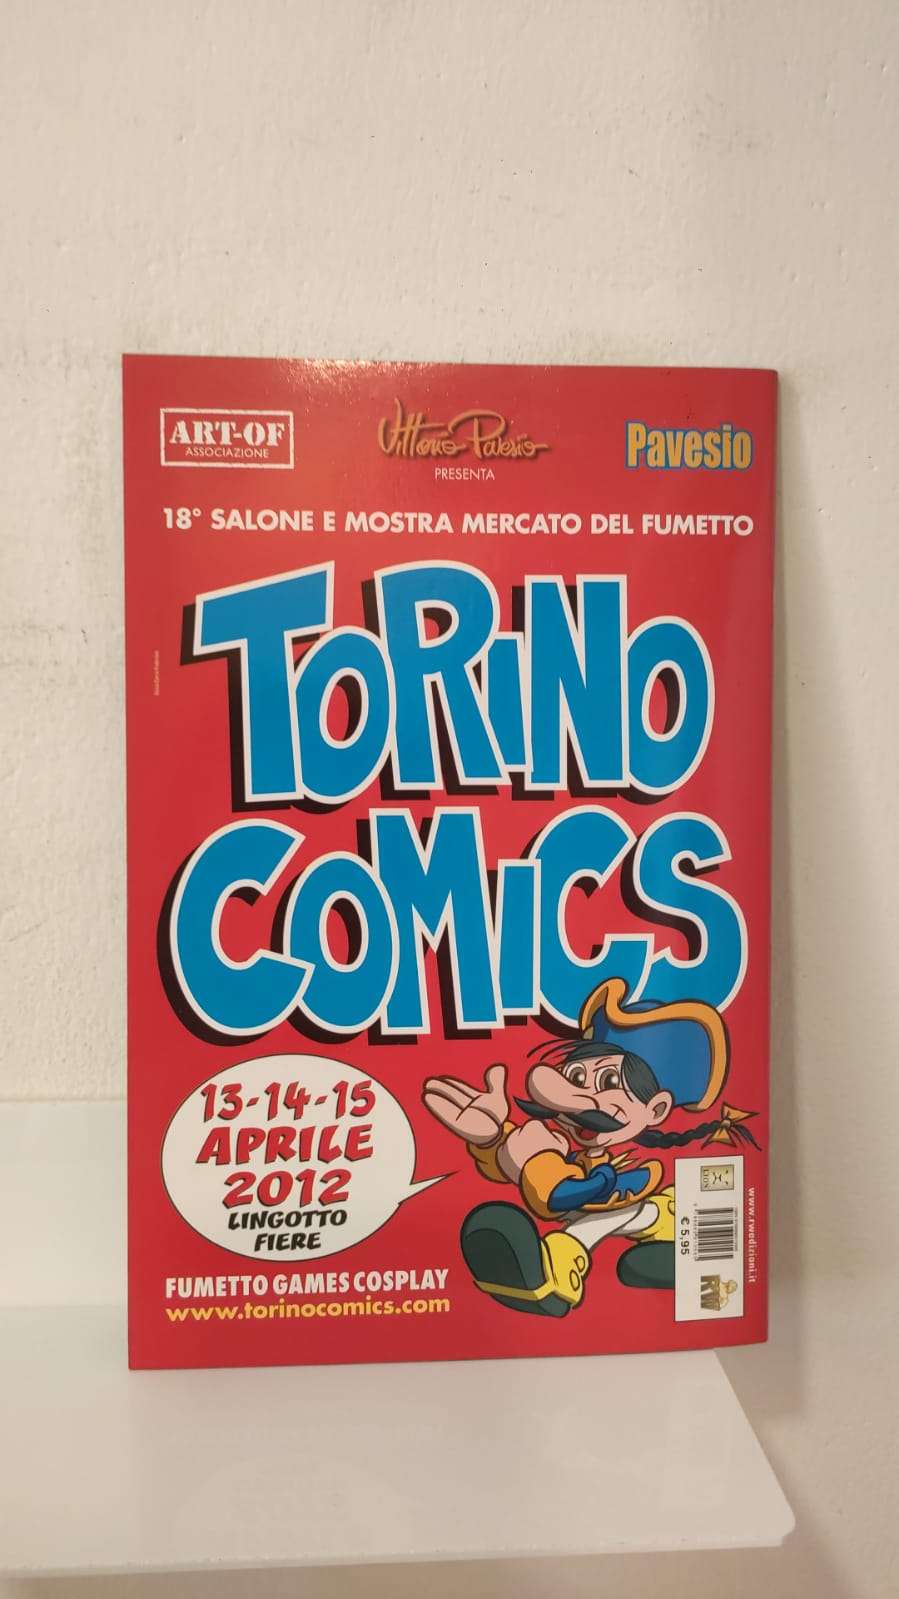 ART-OF
ASSOCIAZIONE
Vittorio Pavesio
PRESENTA
Pavesio
18° SALONE E MOSTRA MERCATO DEL FUMETTO
TORINO
COMICS
13-14-15
APRILE
2012
LINGOTTO
FIERE
FUMETTO GAMES COSPLAY
www.torinocomics.com
LION
€ 5,95
RW
www.rwedizioni.it